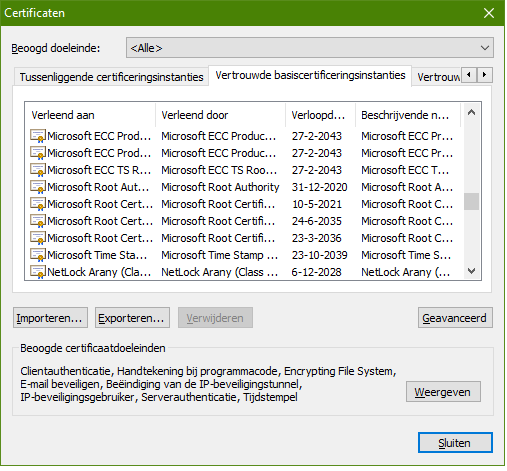 Certificaten
Beoogd doeleinde: <Alle>
Tussenliggende certificeringsinstanties Vertrouwde basiscertificeringsinstanties Vertrouw
Verleend aan Verleend door Verloopd... Beschrijvende n...
Microsoft ECC Prod... Microsoft ECC Produc... 27-2-2043 Microsoft ECC Pr...
Microsoft ECC Prod... Microsoft ECC Produc... 27-2-2043 Microsoft ECC Pr...
Microsoft ECC TS R... Microsoft ECC TS Roo... 27-2-2043 Microsoft ECC T...
Microsoft Root Aut... Microsoft Root Authority 31-12-2020 Microsoft Root A...
Microsoft Root Cert... Microsoft Root Certifi... 10-5-2021 Microsoft Root C...
Microsoft Root Cert... Microsoft Root Certifi... 24-6-2035 Microsoft Root C...
Microsoft Root Cert... Microsoft Root Certifi... 23-3-2036 Microsoft Root C...
Microsoft Time Sta... Microsoft Time Stamp ... 23-10-2039 Microsoft Time S...
NetLock Arany (Cla... NetLock Arany (Class ... 6-12-2028 NetLock Arany (...
Importeren... Exporteren... Verwijderen Geavanceerd
Beoogde certificaatdoeleinden
Clientauthenticatie, Handtekening bij programmacode, Encrypting File System,
E-mail beveiligen, Beëindiging van de IP-beveiligingstunnel,
IP-beveiligingsgebruiker, Serverauthenticatie, Tijdstempel
Weergeven
Sluiten